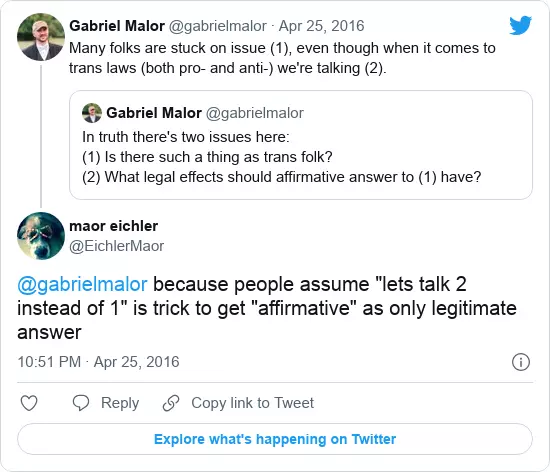 Gabriel Malor @gabrielmalor · Apr 25, 2016
Many folks are stuck on issue (1), even though when it comes to
trans laws (both pro- and anti-) we're talking (2).
Gabriel Malor @gabrielmalor
In truth there's two issues here:
(1) Is there such a thing as trans folk?
(2) What legal effects should affirmative answer to (1) have?
maor eichler
@EichlerMaor
@gabrielmalor because people assume "lets talk 2
instead of 1" is trick to get "affirmative" as only legitimate
answer
10:51 PM · Apr 25, 2016
Reply Copy link to Tweet
Explore what's happening on Twitter